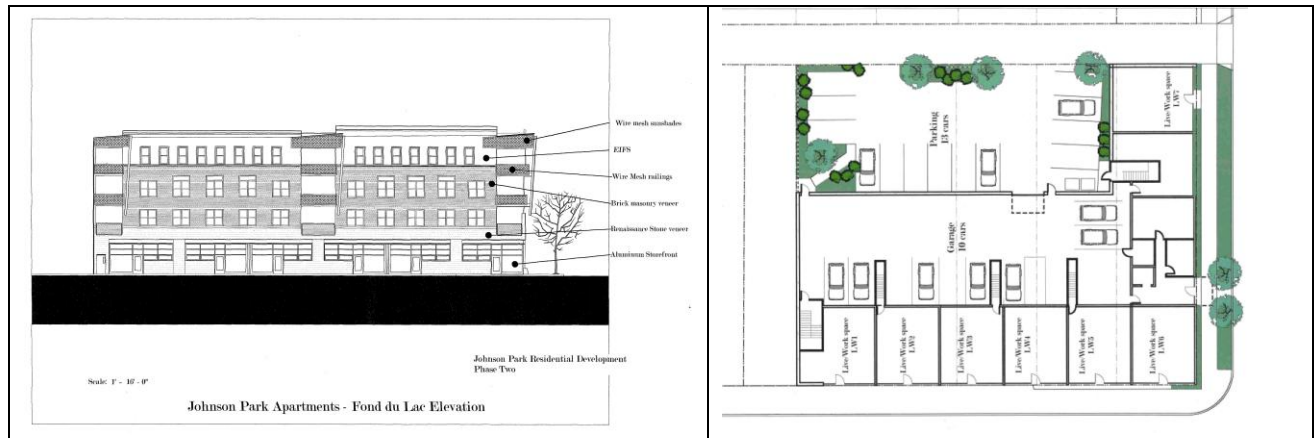 Wire mesh sunshades
EIFS
Wire Mesh railings
Brick masonry veneer
Renaissance Stone veneer
Aluminum Storefront
Johnson Park Residential Development
Phase Two
Scale: 1' - 16' - 0"
Johnson Park Apartments - Fond du Lac Elevation
Parking
13 cars
Live/Work space
LW7
Garage
10 cars
Live/Work space
LW1
Live/Work space
LW2
Live/Work space
LW3
Live/Work space
LW4
Live/Work space
LW5
Live/Work space
LW6